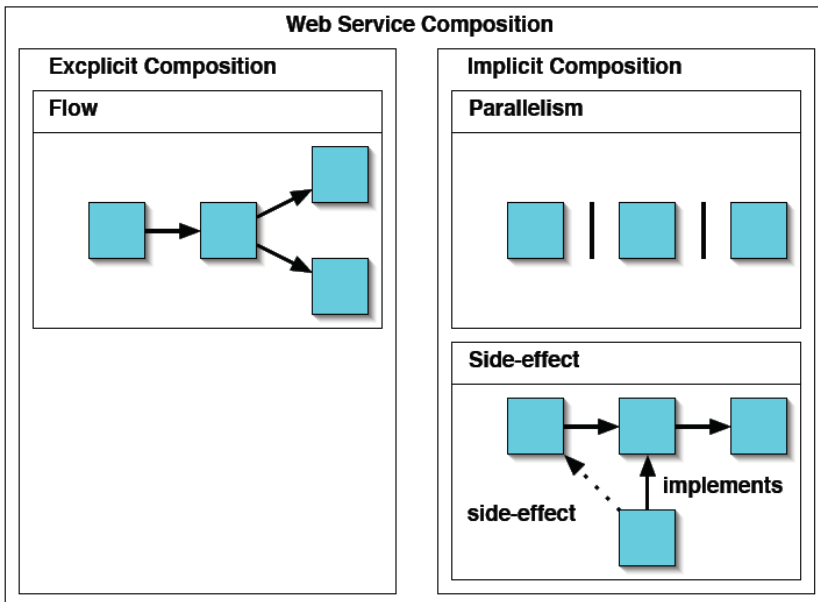 Web Service Composition
Excplicit Composition
Flow
Implicit Composition
Parallelism
Side-effect
implements
side-effect